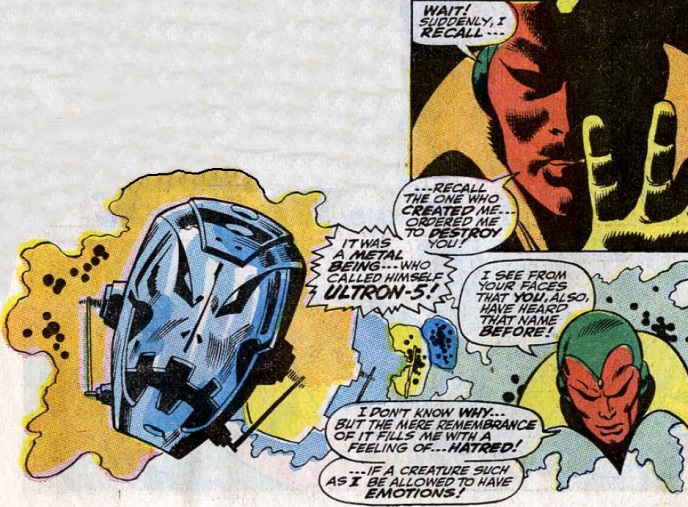 WAIT!
SUDDENLY, I
RECALL---
---RECALL
THE ONE WHO
CREATED ME---
ORDERED ME
TO DESTROY
YOU!
IT WAS
A METAL
BEING---WHO
CALLED HIMSELF
ULTRON-5!
I SEE FROM
YOUR FACES
THAT YOU, ALSO,
HAVE HEARD
THAT NAME
BEFORE!
I DON'T KNOW WHY---
BUT THE MERE REMEMBRANCE
OF IT FILLS ME WITH A
FEELING OF---HATRED!
---IF A CREATURE SUCH
AS I BE ALLOWED TO HAVE
EMOTIONS!